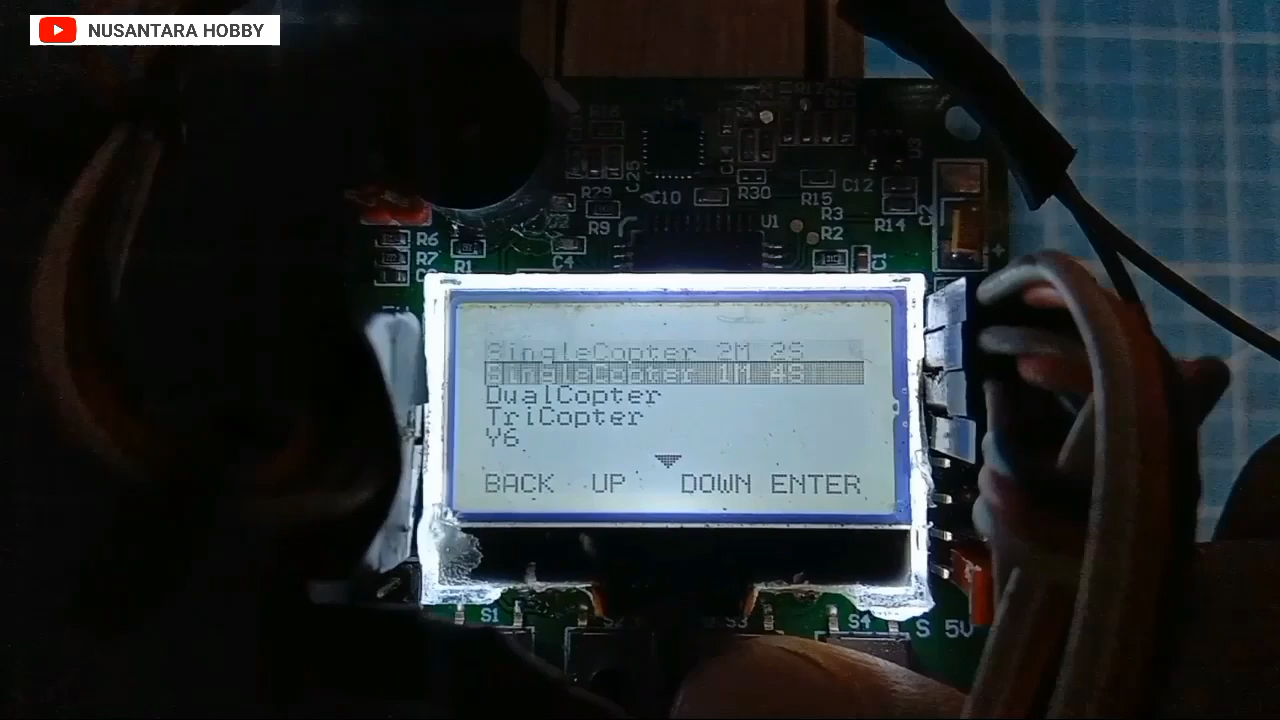 NUSANTARA HOBBY
C25
R29
C10
R30
R15
C12
R3
R14
C2
R9
U1
R2
R6
R7
R1
C4
C1
SingleCopter 2M 2S
SingleCopter 1M 4S
DualCopter
TriCopter
Y6
BACK UP DOWN ENTER
S1
S3
S4
S 5V